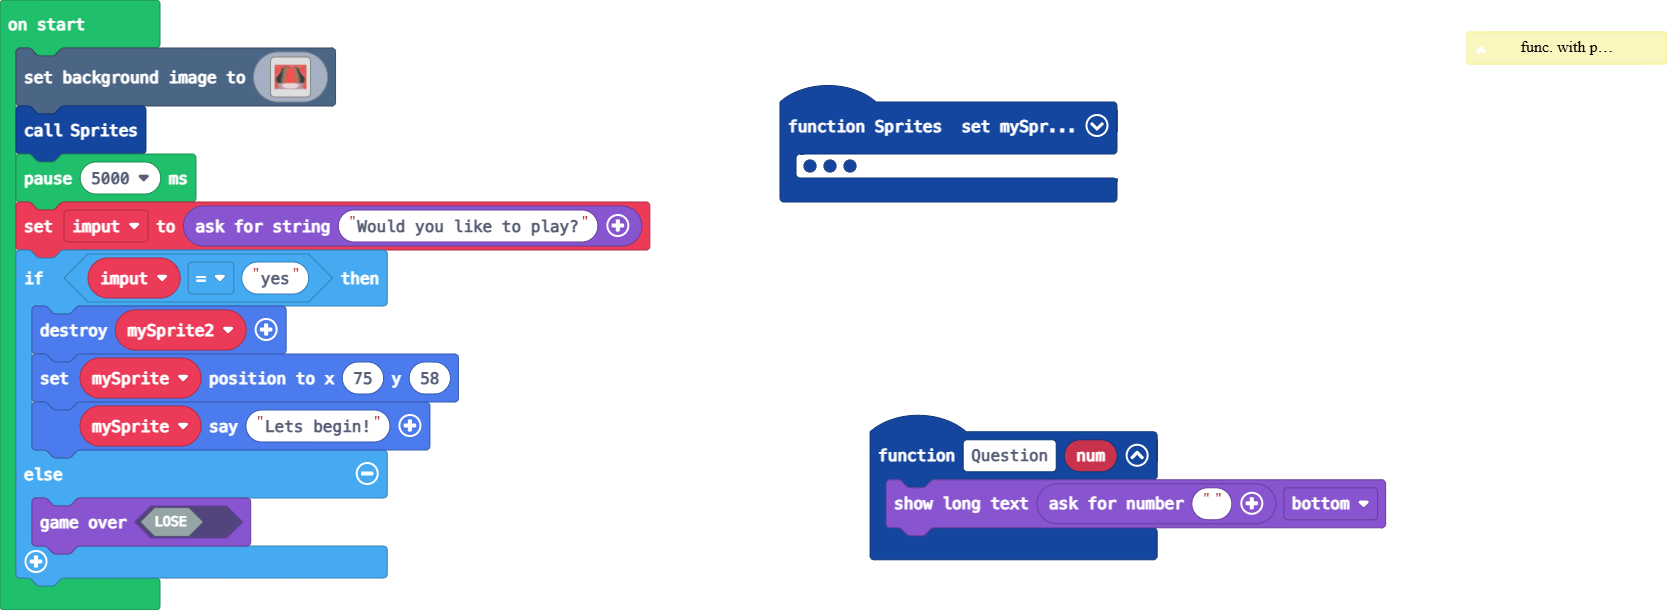 on start
set background image to
call Sprites
pause 5000 ms
set imput to ask for string "Would you like to play?"
if imput = "yes" then
destroy mySprite2
set mySprite position to x 75 y 58
mySprite say "Lets begin!"
else
game over LOSE
function Sprites set mySpr...
function Question num
show long text ask for number " " bottom
func. with p...